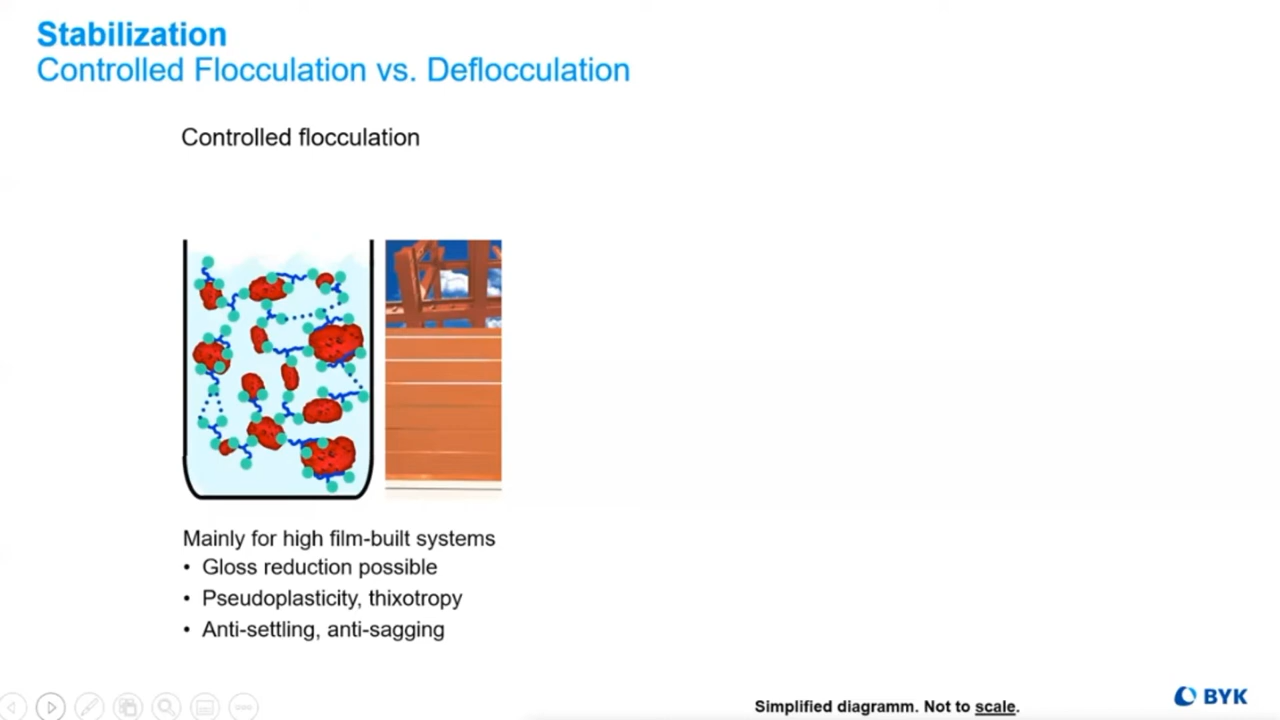 Stabilization
Controlled Flocculation vs. Deflocculation
Controlled flocculation
Mainly for high film-built systems
• Gloss reduction possible
• Pseudoplasticity, thixotropy
• Anti-settling, anti-sagging
Simplified diagramm. Not to scale.
BYK